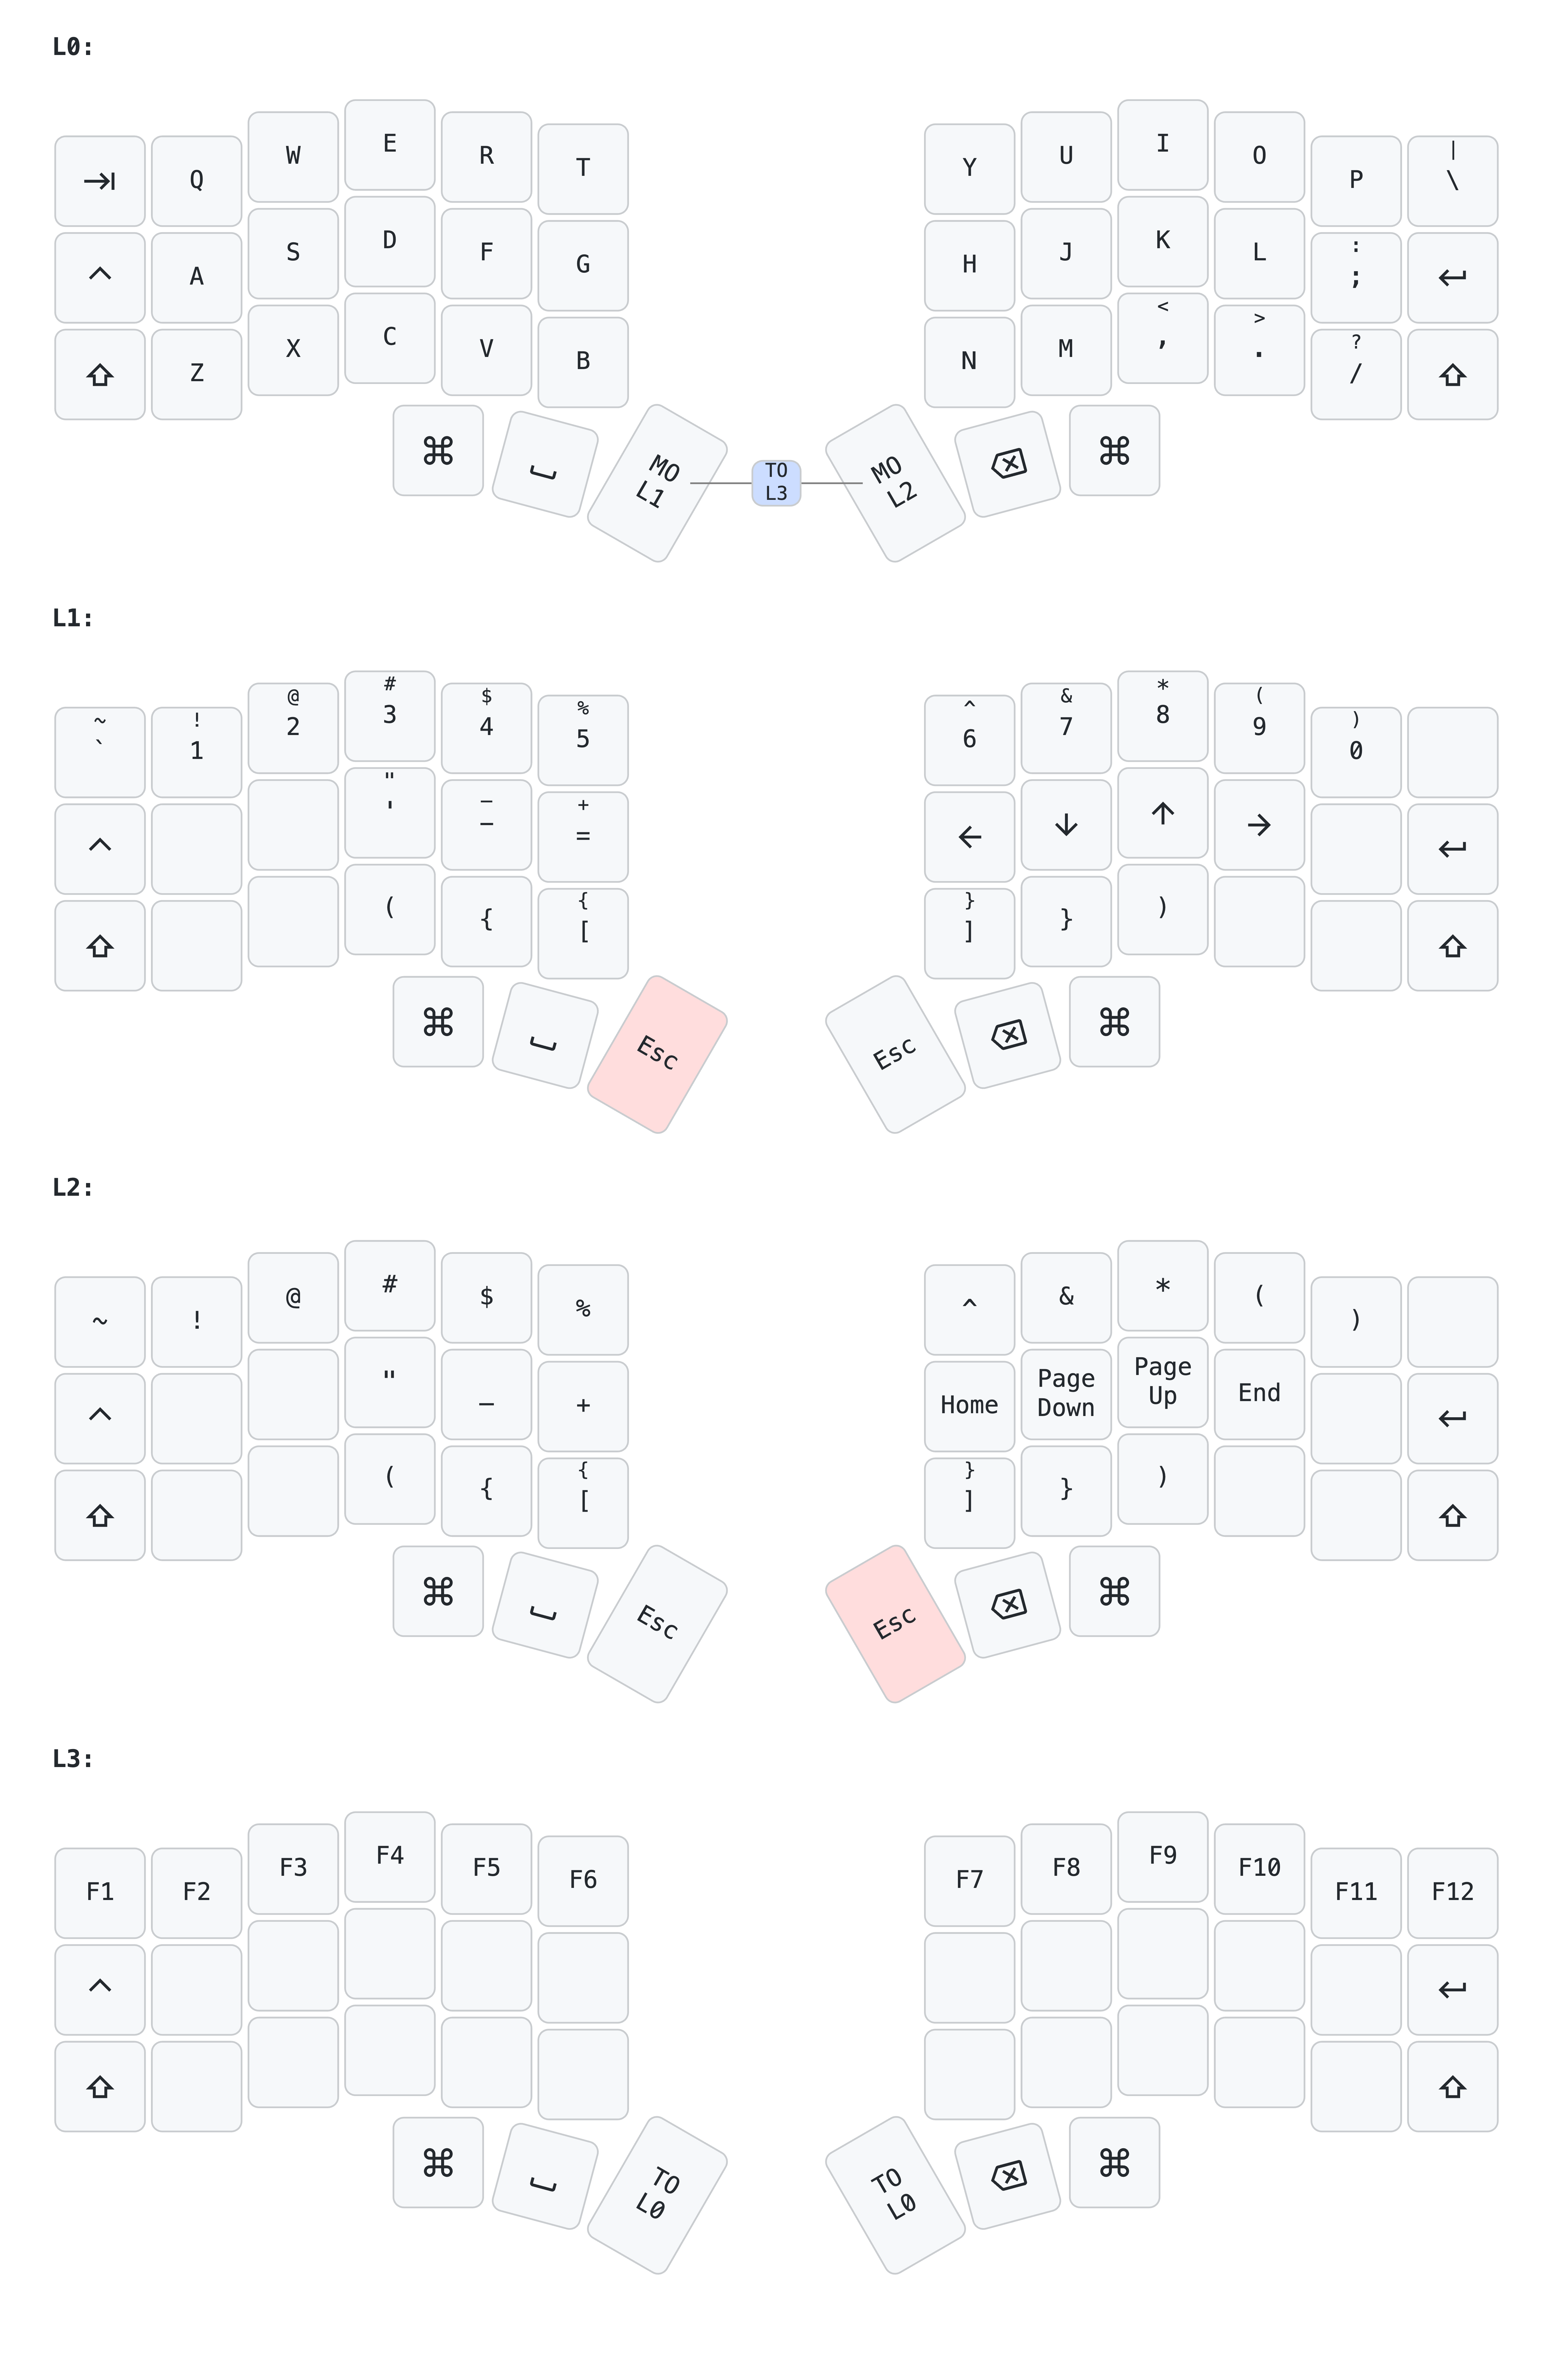 L0:
⇥ Q W E R T Y U I O P | \
^ A S D F G H J K L : ; ↵
⇧ Z X C V B N M < , > . ? / ⇧
⌘ ␣ MO L1 TO L3 MO L2 ⌫ ⌘
L1:
~ ` ! 1 @ 2 # 3 $ 4 % 5 ^ 6 & 7 * 8 ( 9 ) 0
^ " ' _ - + = ← ↓ ↑ → ↵
⇧ ( { { [ } ] } ) ⇧
⌘ ␣ Esc Esc ⌫ ⌘
L2:
~ ! @ # $ % ^ & * ( )
^ " _ + Home Page Down Page Up End ↵
⇧ ( { { [ } ] } ) ⇧
⌘ ␣ Esc Esc ⌫ ⌘
L3:
F1 F2 F3 F4 F5 F6 F7 F8 F9 F10 F11 F12
^ ↵
⇧ ⇧
⌘ ␣ TO L0 TO L0 ⌫ ⌘